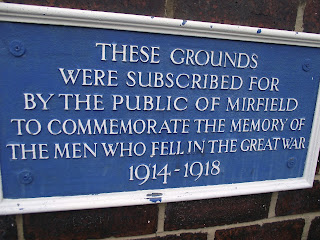 THESE GROUNDS
WERE SUBSCRIBED FOR
BY THE PUBLIC OF MIRFIELD
TO COMMEMORATE THE MEMORY OF
THE MEN WHO FELL IN THE GREAT WAR
1914-1918